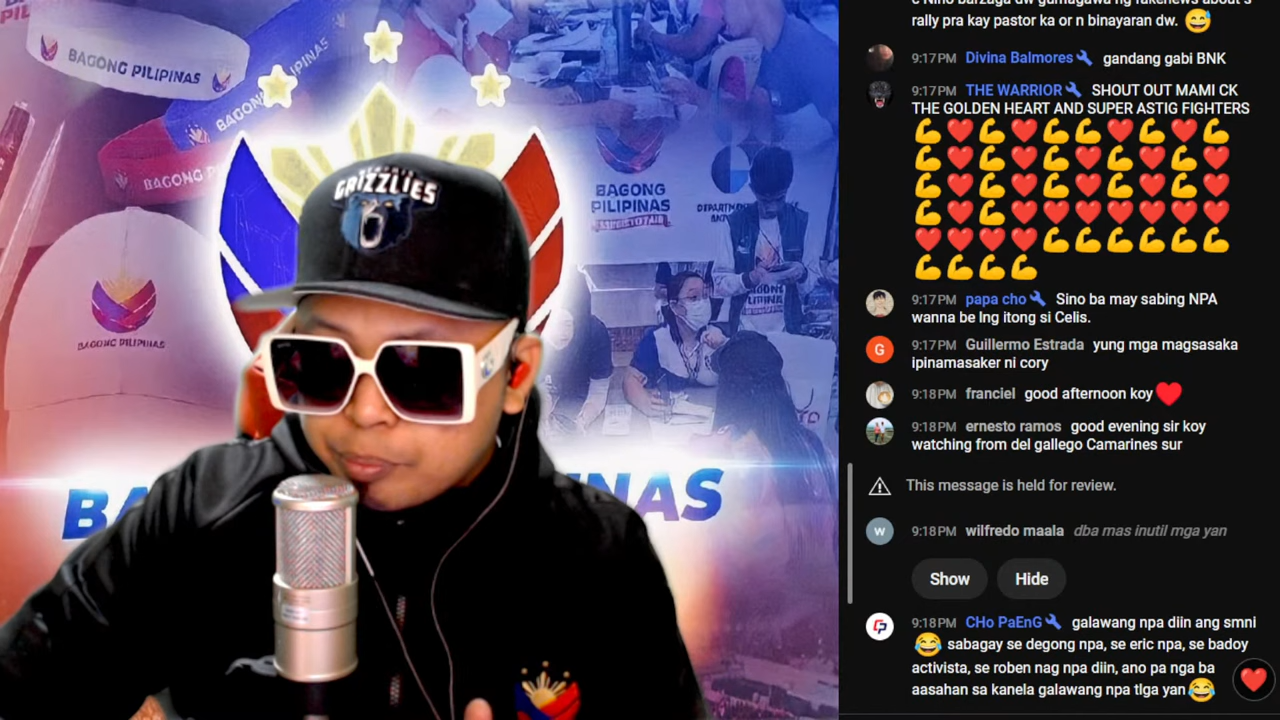 BAGONG PILIPINAS
BAGONG PILIPINAS
BAGONG
BAGONG PILIPINAS
GRIZZLIES
BAGONG
PILIPINAS
c Niño barzaga dw gumagawa ng fakenews about s
rally pra kay pastor ka or n binayaran dw. 😅
9:17PM Divina Balmores🔧 gandang gabi BNK
9:17PM THE WARRIOR🔧 SHOUT OUT MAMI CK
THE GOLDEN HEART AND SUPER ASTIG FIGHTERS
💪❤️💪❤️💪💪❤️💪❤️💪
💪❤️💪❤️💪❤️💪❤️💪❤️
💪❤️💪❤️💪❤️💪❤️💪❤️
💪❤️💪❤️❤️❤️❤️❤️❤️❤️
❤️❤️❤️❤️💪💪💪💪💪💪
💪💪💪💪
9:17PM papa cho🔧 Sino ba may sabing NPA
wanna be lng itong si Celis.
G 9:17PM Guillermo Estrada yung mga magsasaka
ipinamasaker ni cory
9:18PM franciel good afternoon koy❤️
9:18PM ernesto ramos good evening sir koy
watching from del gallego Camarines sur
This message is held for review.
W 9:18PM wilfredo maala dba mas inutil mga yan
Show Hide
9:18PM CHo PaEnG🔧 galawang npa diin ang smni
😂 sabagay se degong npa, se eric npa, se badoy
activista, se roben nag npa diin, ano pa nga ba
aasahan sa kanela galawang npa tlga yan😂